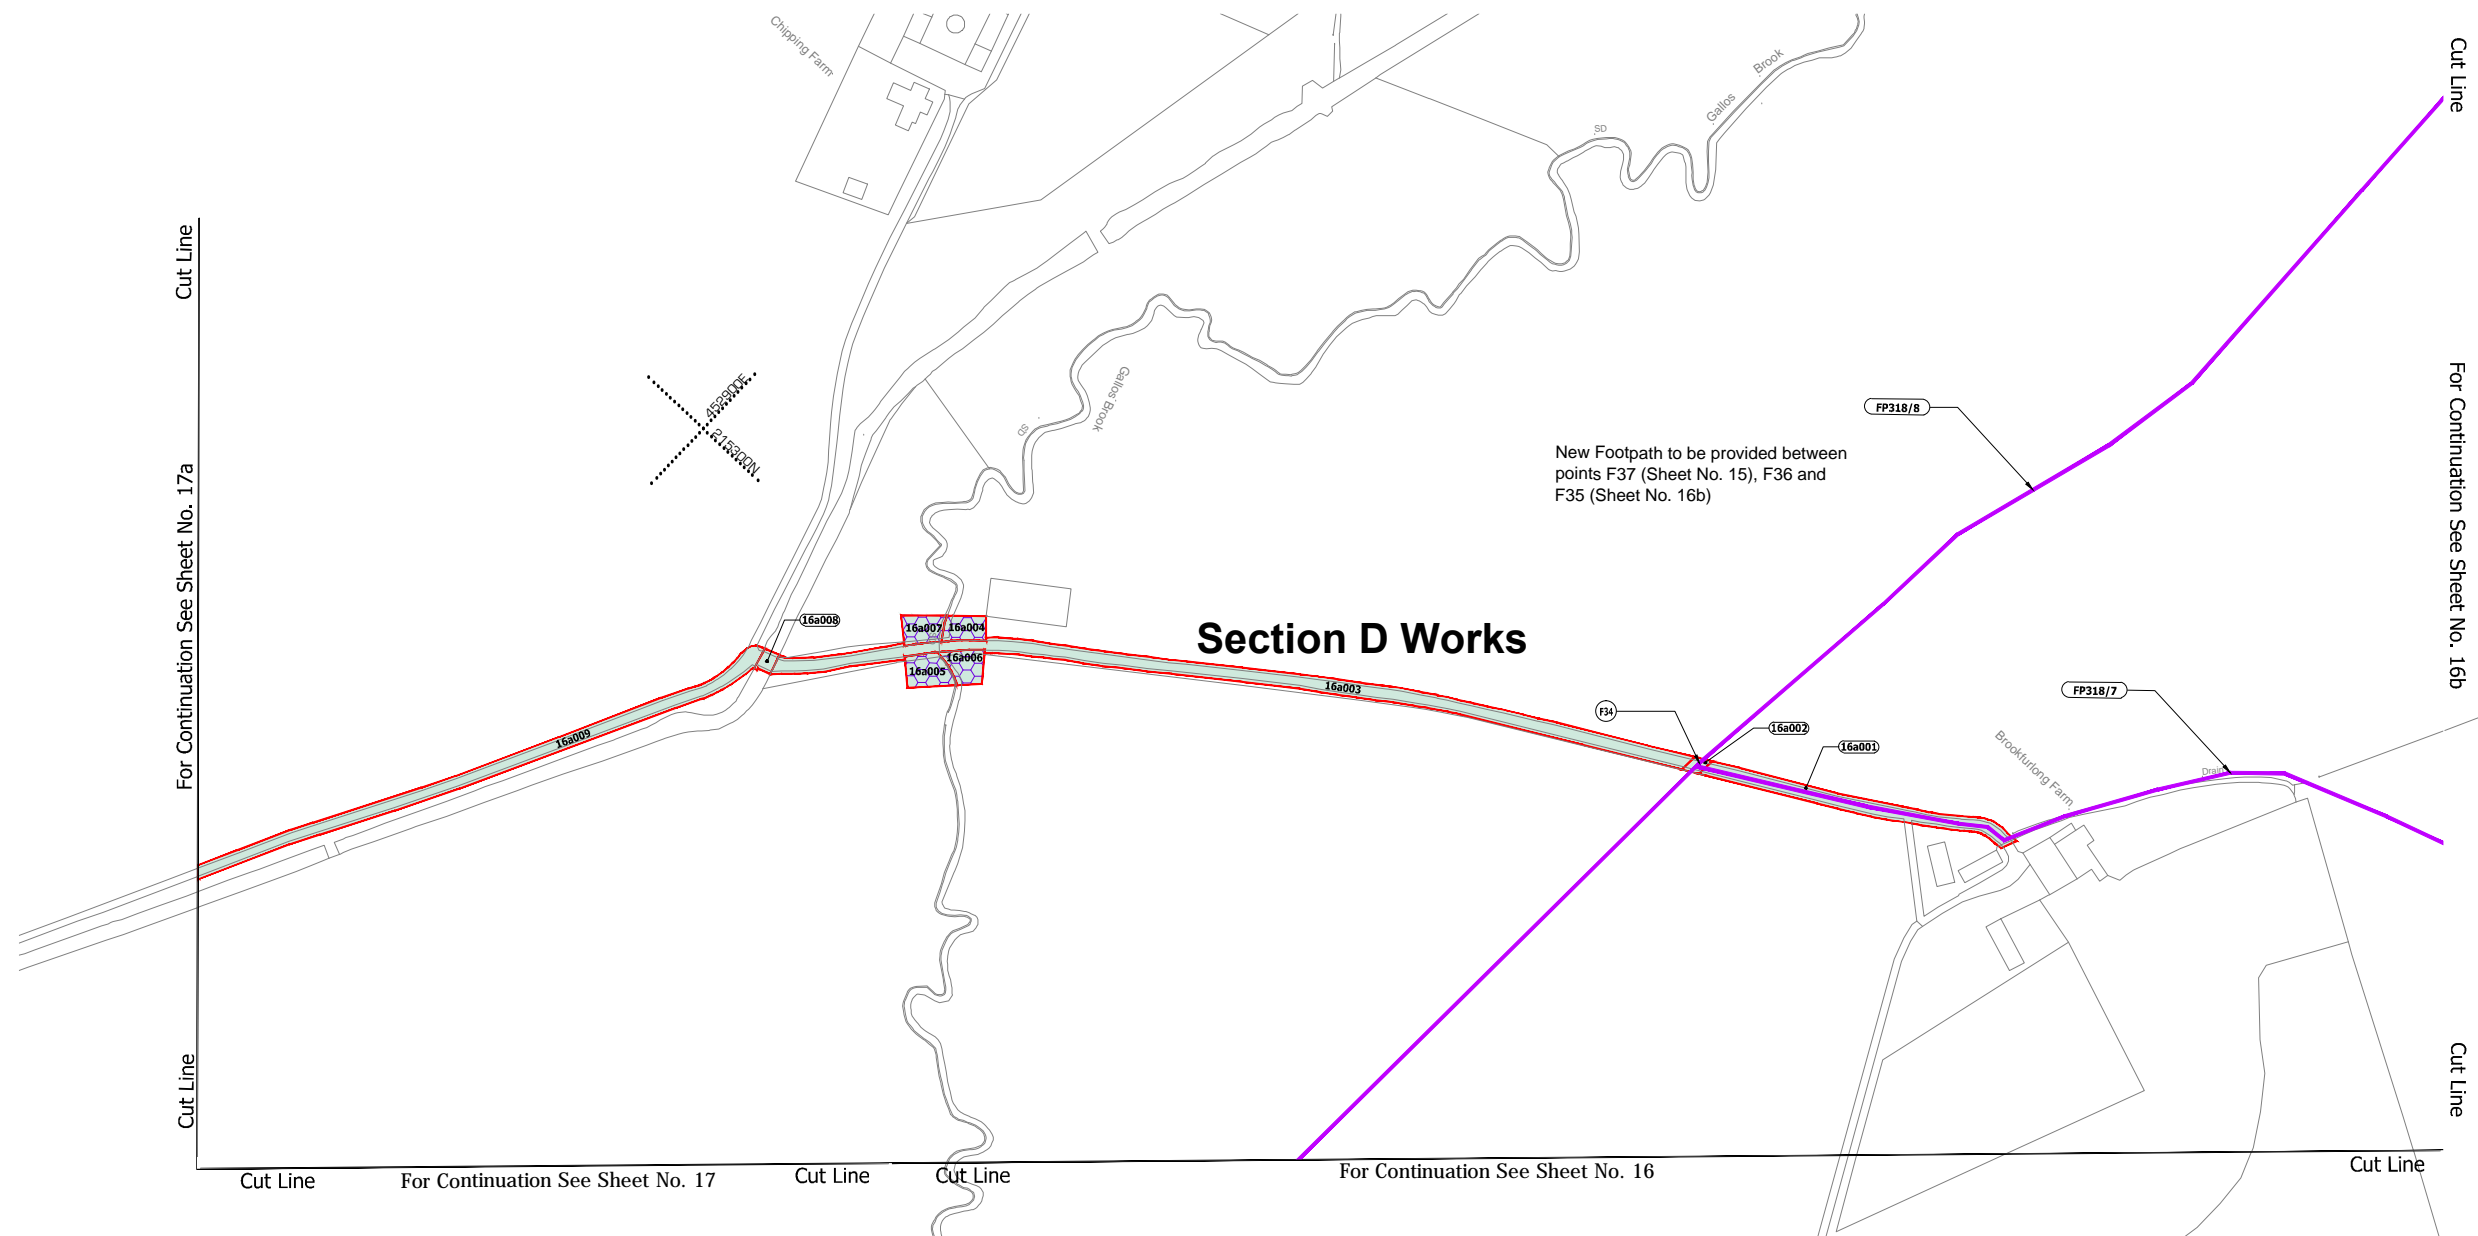 Chipping Farm
Cut Line
Brook
Gallos
SD
Cut Line
452900E
215300N
Gallos Brook
SD
FP318/8
New Footpath to be provided between
points F37 (Sheet No. 15), F36 and
F35 (Sheet No. 16b)
For Continuation See Sheet No. 17a
For Continuation See Sheet No. 16b
16a008
16a007
16a004
16a006
16a005
Section D Works
16a003
FP318/7
F34
16a002
16a001
16a009
Brookfurlong Farm
Drain
Cut Line
Cut Line
Cut Line
For Continuation See Sheet No. 17
Cut Line
Cut Line
For Continuation See Sheet No. 16
Cut Line